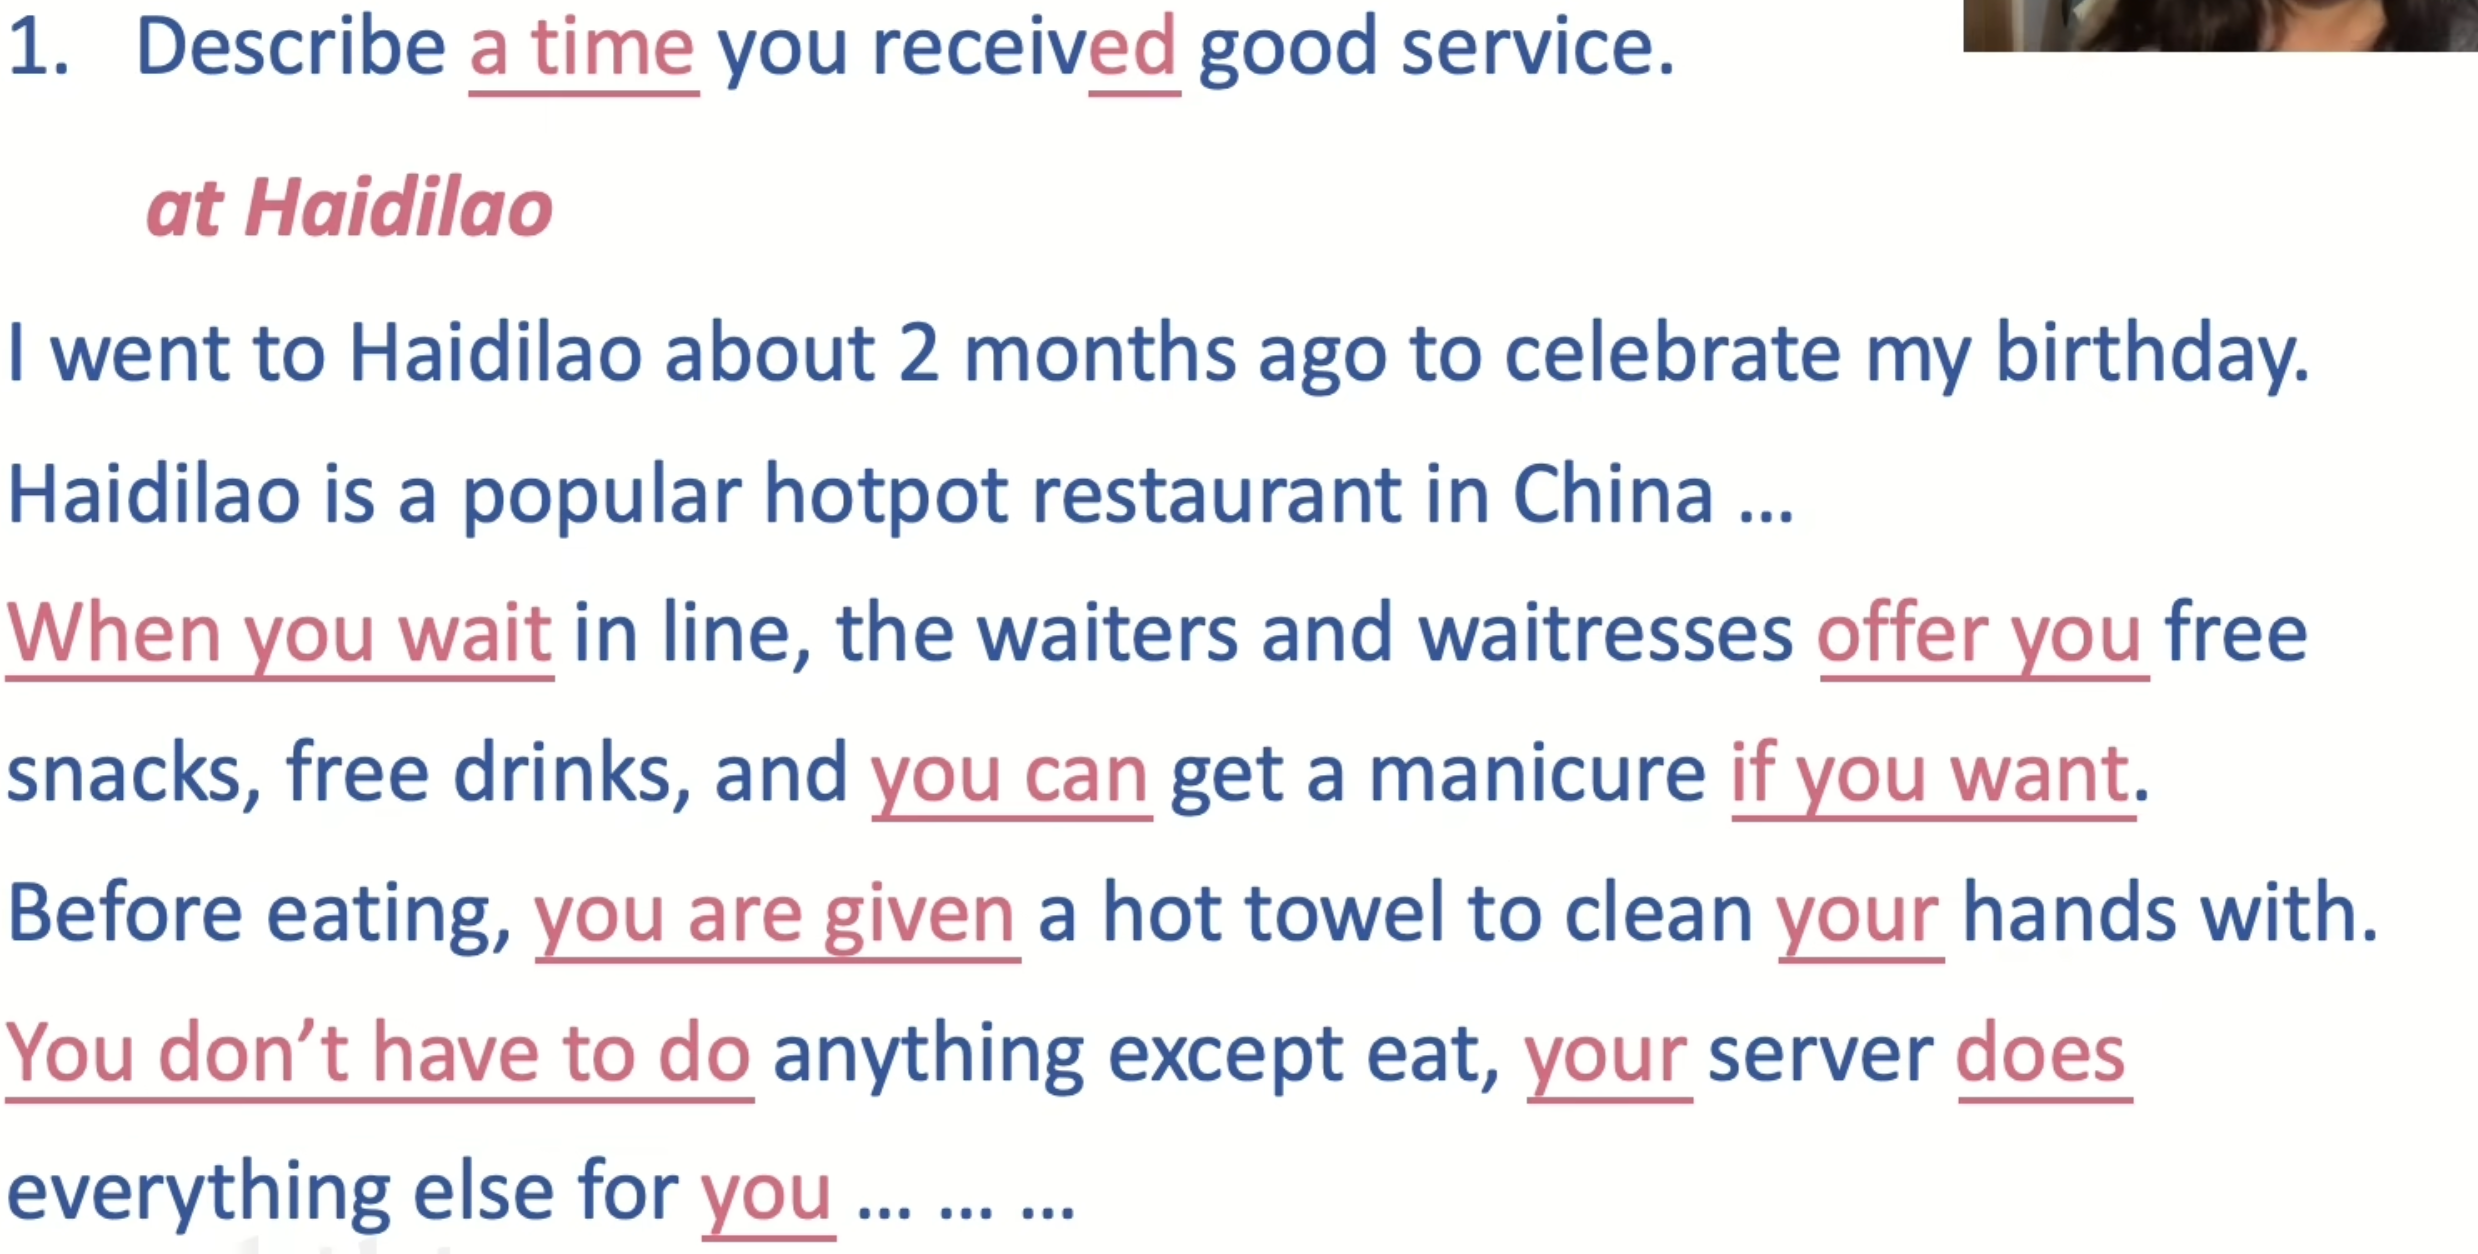 1. Describe a time you received good service.
at Haidilao
I went to Haidilao about 2 months ago to celebrate my birthday.
Haidilao is a popular hotpot restaurant in China ...
When you wait in line, the waiters and waitresses offer you free
snacks, free drinks, and you can get a manicure if you want.
Before eating, you are given a hot towel to clean your hands with.
You don’t have to do anything except eat, your server does
everything else for you ... ... ...